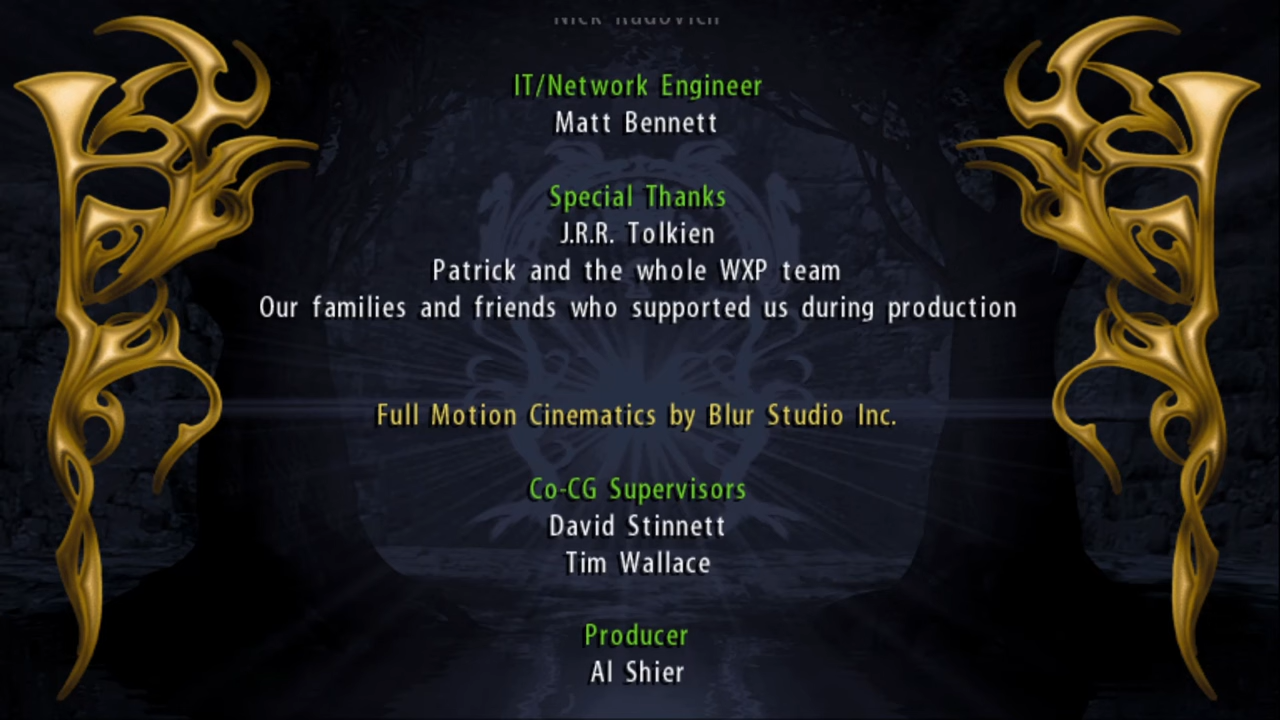 Nick Radovich
IT/Network Engineer
Matt Bennett
Special Thanks
J.R.R. Tolkien
Patrick and the whole WXP team
Our families and friends who supported us during production
Full Motion Cinematics by Blur Studio Inc.
Co-CG Supervisors
David Stinnett
Tim Wallace
Producer
Al Shier